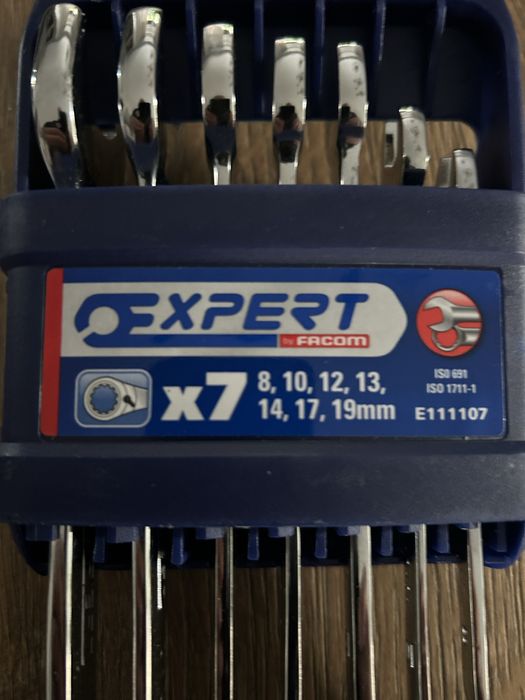 EXPERT
by FACOM
x7
8, 10, 12, 13,
14, 17, 19mm
ISO 691
ISO 1711-1
E111107